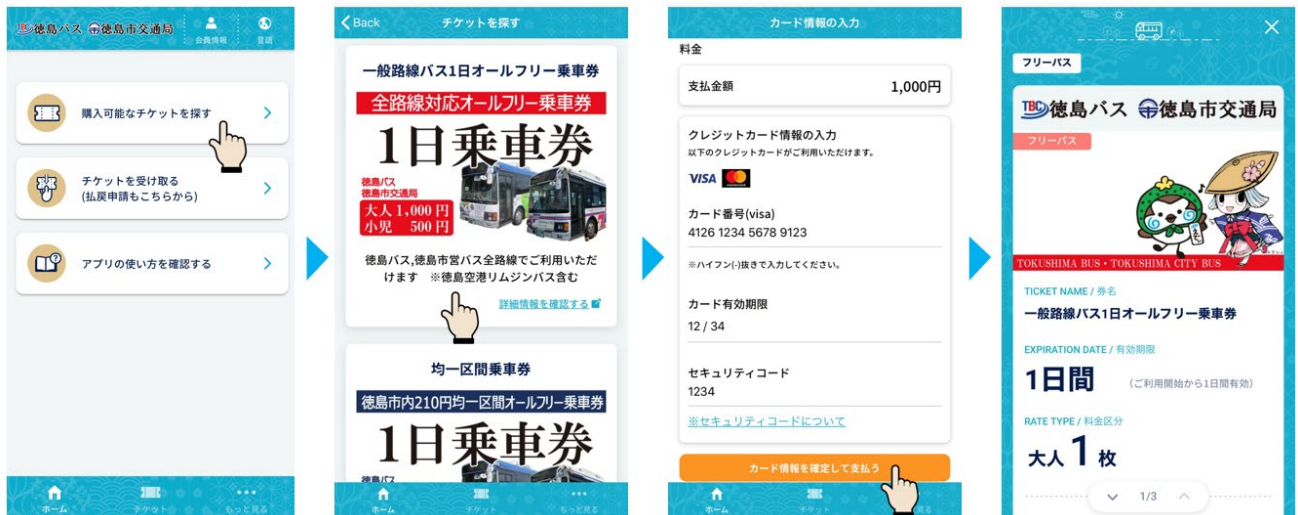 TBC徳島バス 徳島市交通局
会員情報
言語
購入可能なチケットを探す
チケットを受け取る
(払戻申請もこちらから)
アプリの使い方を確認する
ホーム
チケット
もっと見る
Back
チケットを探す
一般路線バス1日オールフリー乗車券
全路線対応オールフリー乗車券
1日乗車券
徳島バス
徳島市交通局
大人1,000円
小児 500円
徳島バス,徳島市営バス全路線でご利用いただ
けます ※徳島空港リムジンバス含む
詳細情報を確認する
均一区間乗車券
徳島市内210円均一区間オールフリー乗車券
1日乗車券
徳島バス
ホーム
チケット
もっと見る
カード情報の入力
料金
支払金額 1,000円
クレジットカード情報の入力
以下のクレジットカードがご利用いただけます。
VISA
カード番号(visa)
4126 1234 5678 9123
※ハイフン(-)抜きで入力してください。
カード有効期限
12 / 34
セキュリティコード
1234
※セキュリティコードについて
カード情報を確定して支払う
ホーム
チケット
見る
フリーパス
TBC徳島バス 徳島市交通局
フリーパス
TOKUSHIMA BUS・TOKUSHIMA CITY BUS
TICKET NAME / 券名
一般路線バス1日オールフリー乗車券
EXPIRATION DATE / 有効期限
1日間 (ご利用開始から1日間有効)
RATE TYPE / 料金区分
大人 1 枚
1/3